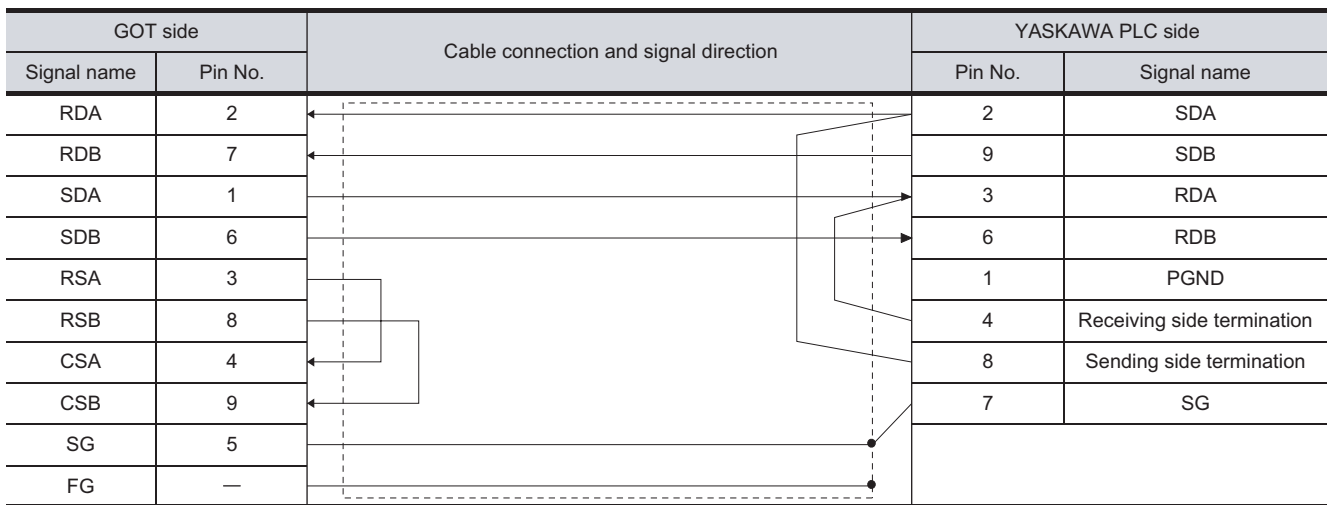 GOT side Cable connection and signal direction YASKAWA PLC side
Signal name Pin No. Pin No. Signal name
RDA 2 2 SDA
RDB 7 9 SDB
SDA 1 3 RDA
SDB 6 6 RDB
RSA 3 1 PGND
RSB 8 4 Receiving side termination
CSA 4 8 Sending side termination
CSB 9 7 SG
SG 5
FG —